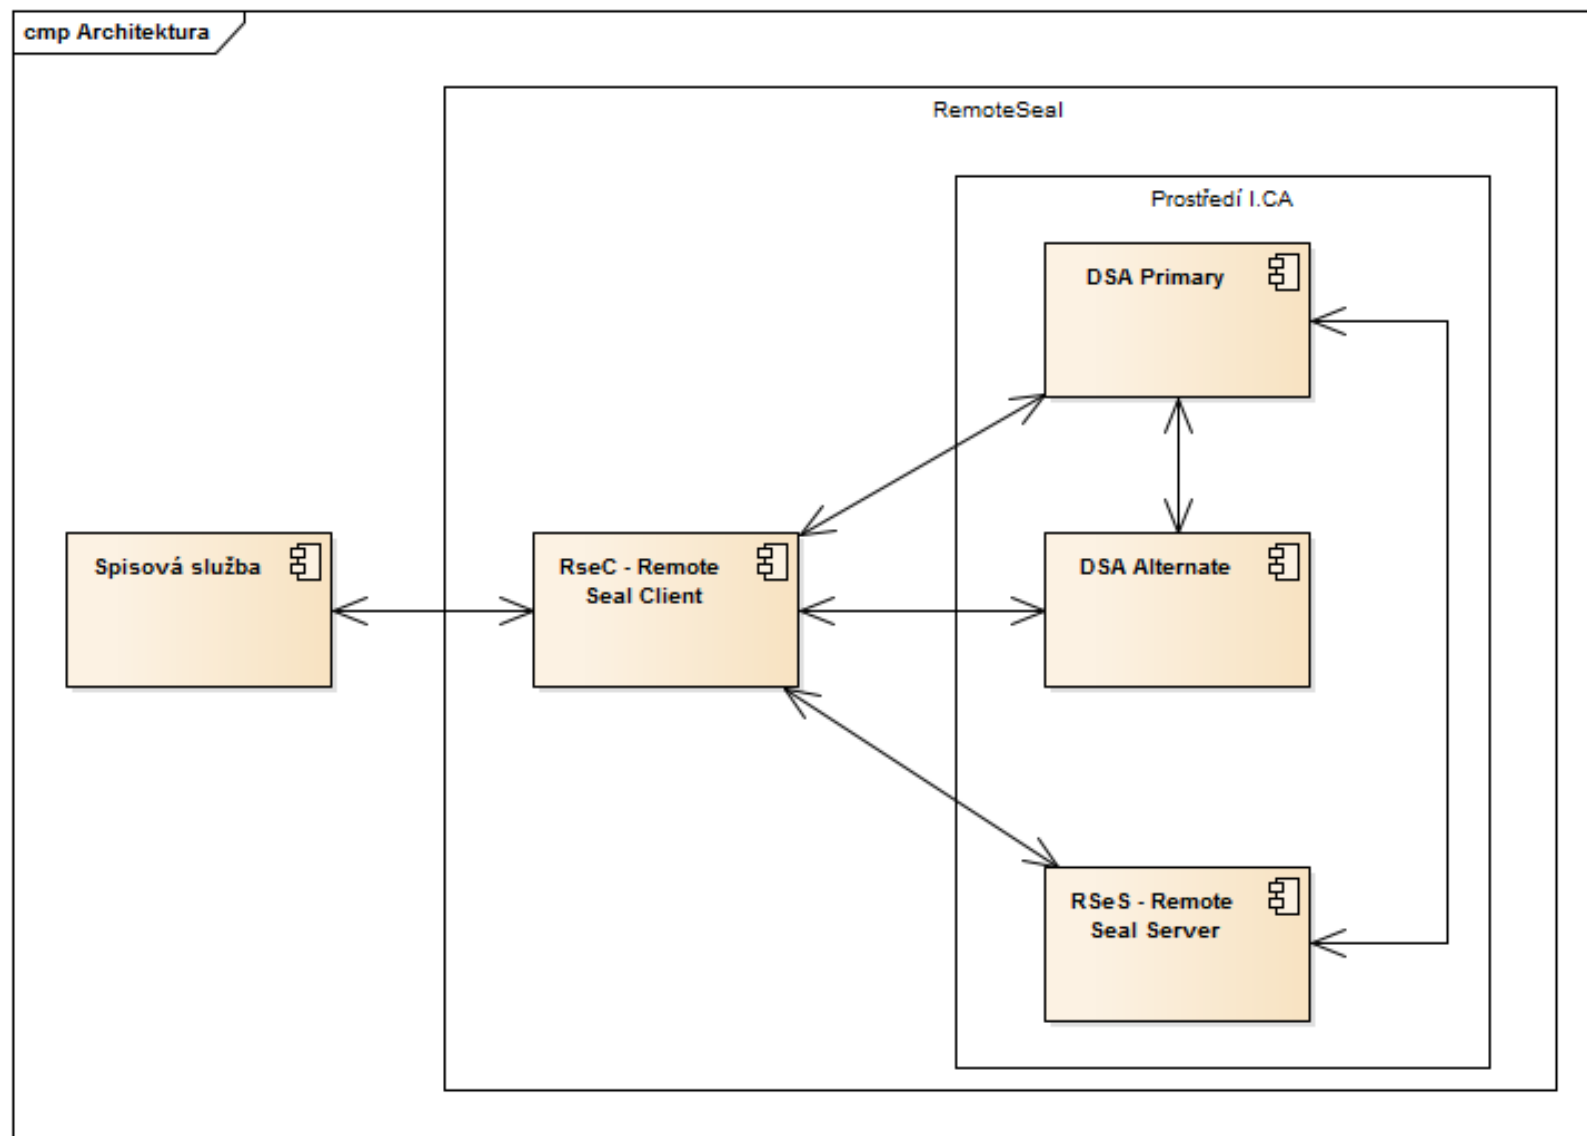 cmp Architektura
RemoteSeal
Prostředí I.CA
DSA Primary
Spisová služba
RseC - Remote
Seal Client
DSA Alternate
RSeS - Remote
Seal Server